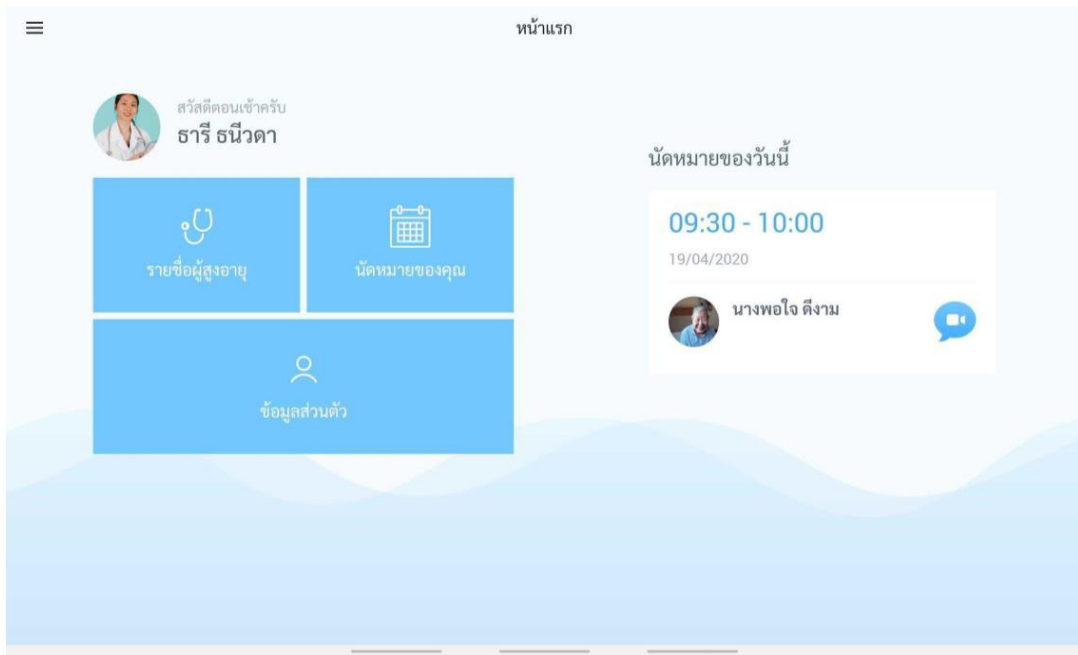 หน้าแรก
สวัสดีตอนเช้าครับ
ธารี ธนีวดา
รายชื่อผู้สูงอายุ
นัดหมายของคุณ
ข้อมูลส่วนตัว
นัดหมายของวันนี้
09:30 - 10:00
19/04/2020
นางพอใจ ดีงาม